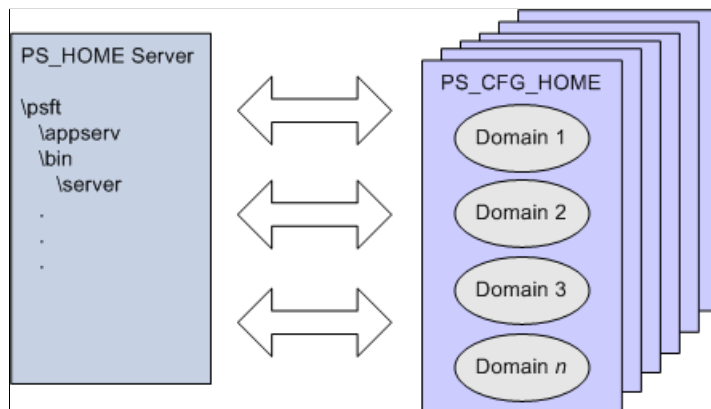 PS_HOME Server
\psft
\appserv
\bin
\server
.
.
.
PS_CFG_HOME
Domain 1
Domain 2
Domain 3
Domain n